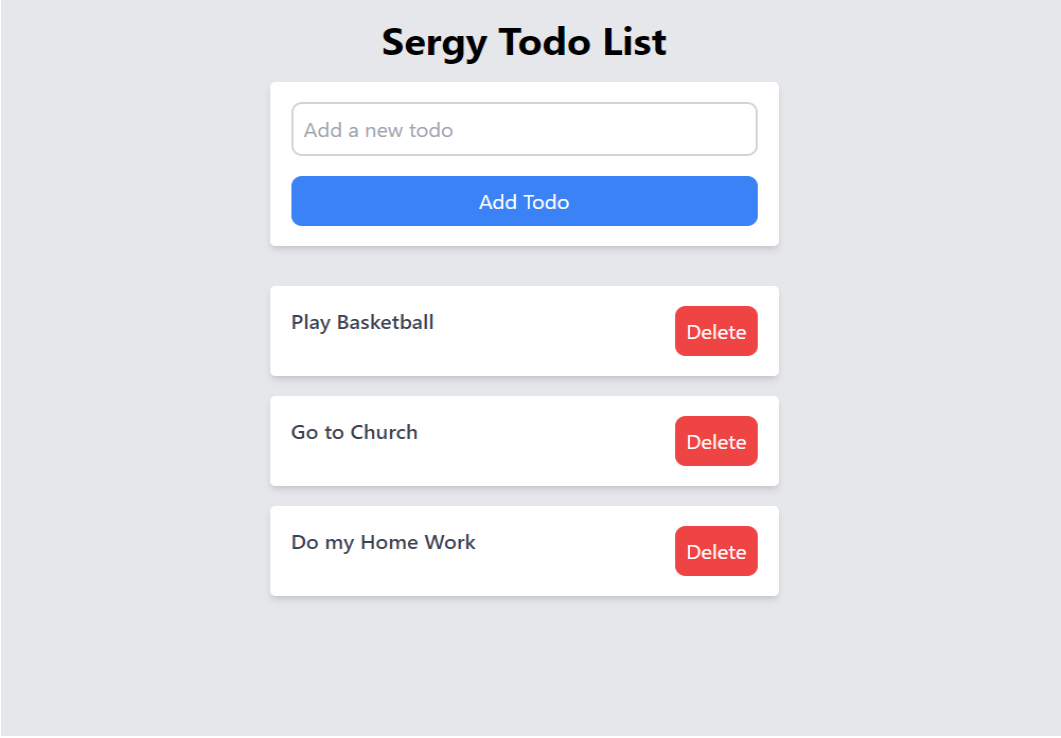 Sergy Todo List
Add a new todo
Add Todo
Play Basketball
Delete
Go to Church
Delete
Do my Home Work
Delete